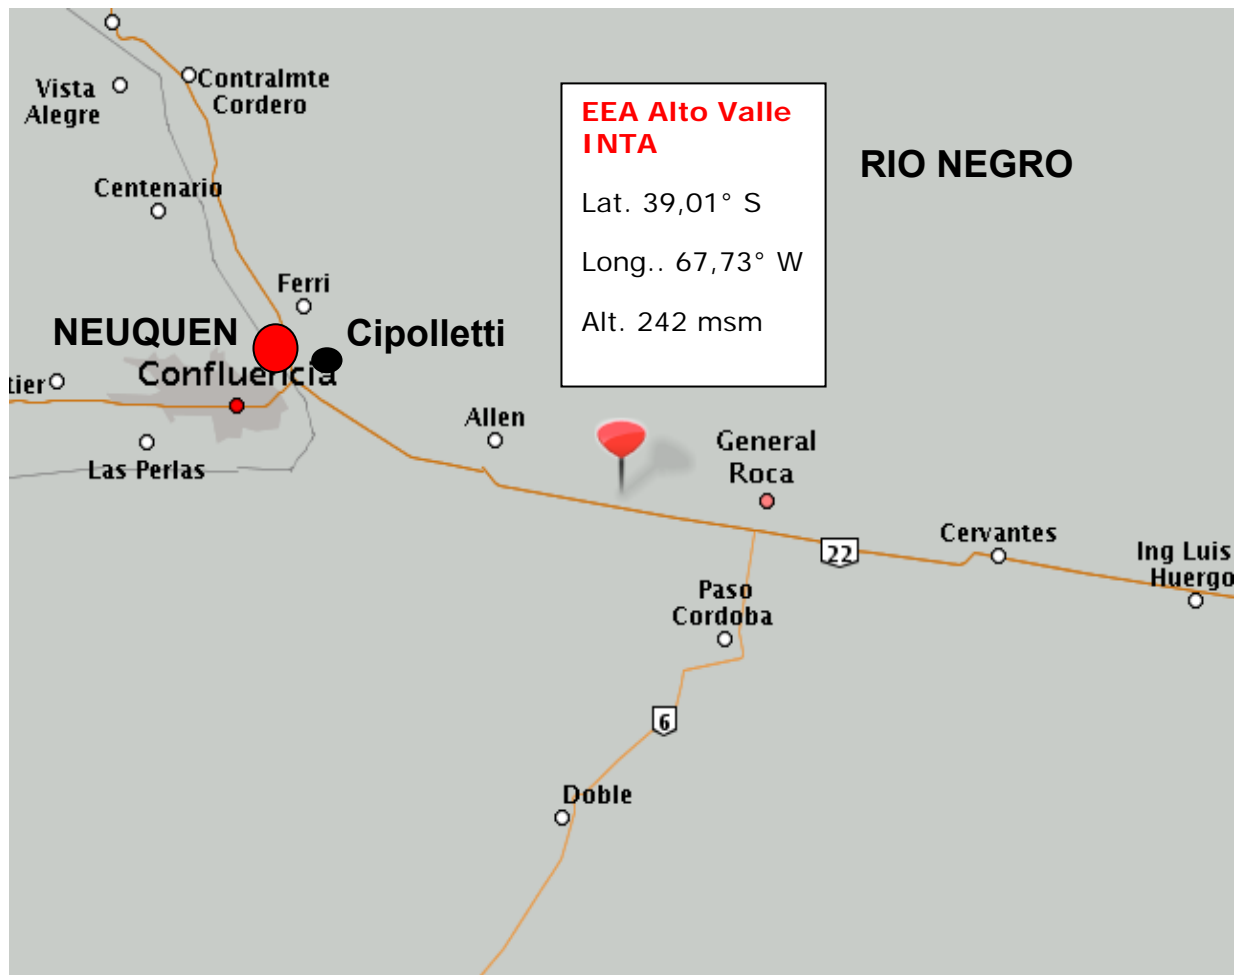 Contralmte
Cordero
Vista
Alegre
EEA Alto Valle
INTA
Lat. 39,01° S
Long.. 67,73° W
Alt. 242 msm
RIO NEGRO
Centenario
Ferri
NEUQUEN
Cipolletti
Confluencia
tier
Las Perlas
Allen
General
Roca
22
Cervantes
Ing Luis
Huergo
Paso
Cordoba
6
Doble